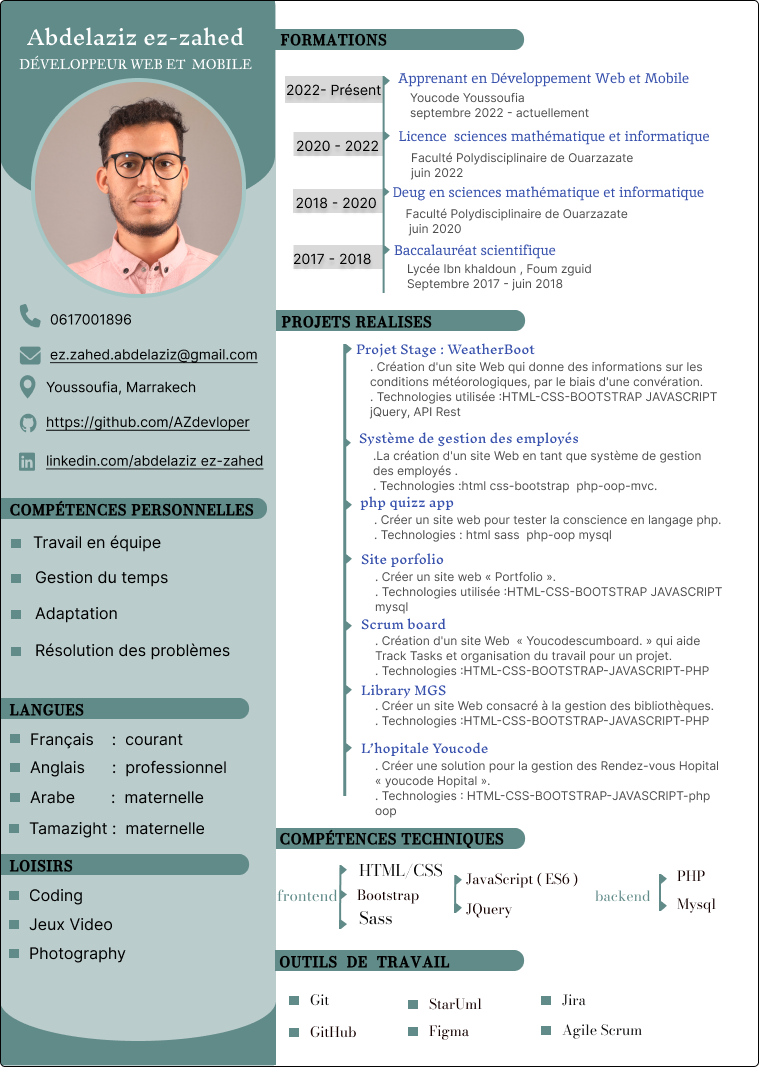 Abdelaziz ez-zahed
DÉVELOPPEUR WEB ET MOBILE
0617001896
ez.zahed.abdelaziz@gmail.com
Youssoufia, Marrakech
https://github.com/AZdevloper
linkedin.com/abdelaziz ez-zahed
COMPÉTENCES PERSONNELLES
Travail en équipe
Gestion du temps
Adaptation
Résolution des problèmes
LANGUES
Français : courant
Anglais : professionnel
Arabe : maternelle
Tamazight : maternelle
LOISIRS
Coding
Jeux Video
Photography
FORMATIONS
2022- Présent
Apprenant en Développement Web et Mobile
Youcode Youssoufia
septembre 2022 - actuellement
2020 - 2022
Licence sciences mathématique et informatique
Faculté Polydisciplinaire de Ouarzazate
juin 2022
2018 - 2020
Deug en sciences mathématique et informatique
Faculté Polydisciplinaire de Ouarzazate
juin 2020
2017 - 2018
Baccalauréat scientifique
Lycée Ibn khaldoun , Foum zguid
Septembre 2017 - juin 2018
PROJETS REALISES
Projet Stage : WeatherBoot
. Création d'un site Web qui donne des informations sur les
conditions météorologiques, par le biais d'une convération.
. Technologies utilisée :HTML-CSS-BOOTSTRAP JAVASCRIPT
jQuery, API Rest
Système de gestion des employés
.La création d'un site Web en tant que système de gestion
des employés .
. Technologies :html css-bootstrap php-oop-mvc.
php quizz app
. Créer un site web pour tester la conscience en langage php.
. Technologies : html sass php-oop mysql
Site porfolio
. Créer un site web « Portfolio ».
. Technologies utilisée :HTML-CSS-BOOTSTRAP JAVASCRIPT
mysql
Scrum board
. Création d'un site Web « Youcodescumboard. » qui aide
Track Tasks et organisation du travail pour un projet.
. Technologies :HTML-CSS-BOOTSTRAP-JAVASCRIPT-PHP
Library MGS
. Créer un site Web consacré à la gestion des bibliothèques.
. Technologies :HTML-CSS-BOOTSTRAP-JAVASCRIPT-PHP
L'hopitale Youcode
. Créer une solution pour la gestion des Rendez-vous Hopital
« youcode Hopital ».
. Technologies : HTML-CSS-BOOTSTRAP-JAVASCRIPT-php
oop
COMPÉTENCES TECHNIQUES
frontend
HTML/CSS
Bootstrap
Sass
JavaScript ( ES6 )
JQuery
backend
PHP
Mysql
OUTILS DE TRAVAIL
Git
StarUml
Jira
GitHub
Figma
Agile Scrum